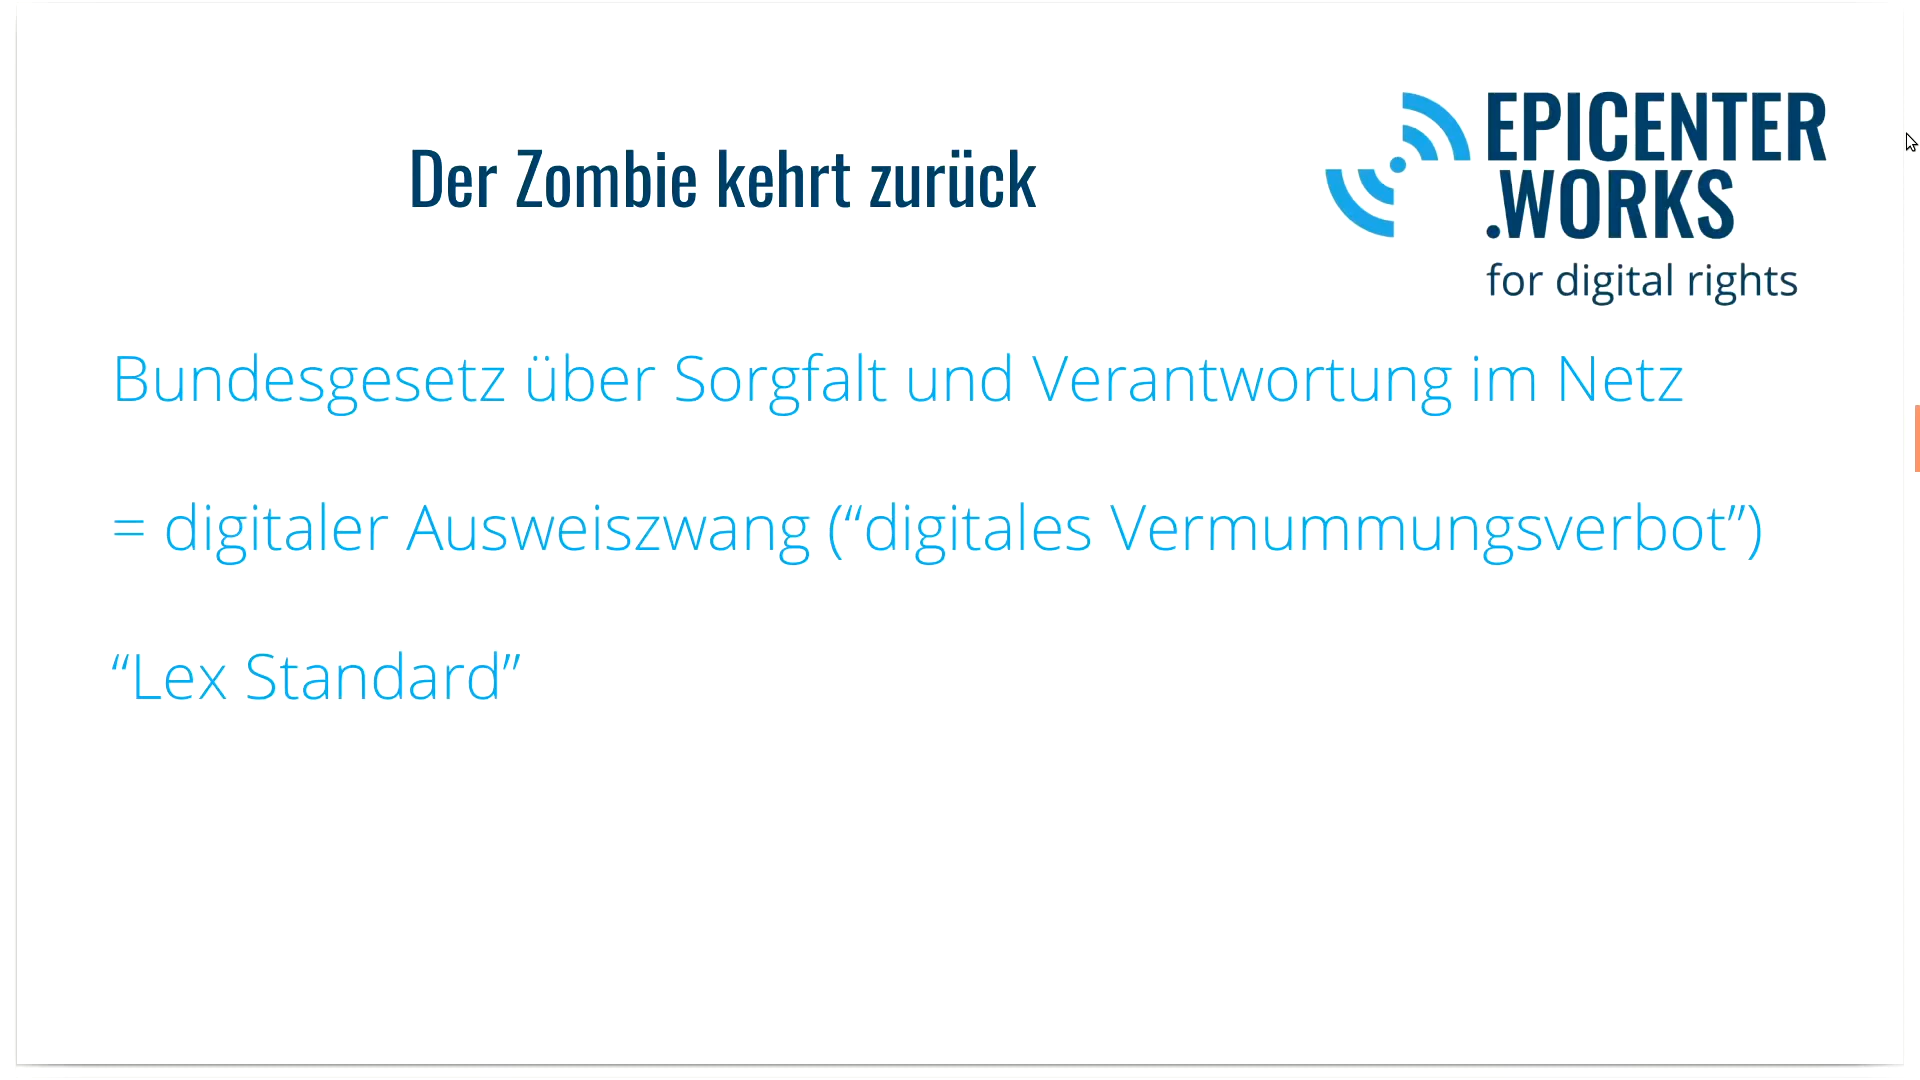 Der Zombie kehrt zurück
EPICENTER
.WORKS
for digital rights
Bundesgesetz über Sorgfalt und Verantwortung im Netz
= digitaler Ausweiszwang (“digitales Vermummungsverbot”)
“Lex Standard”